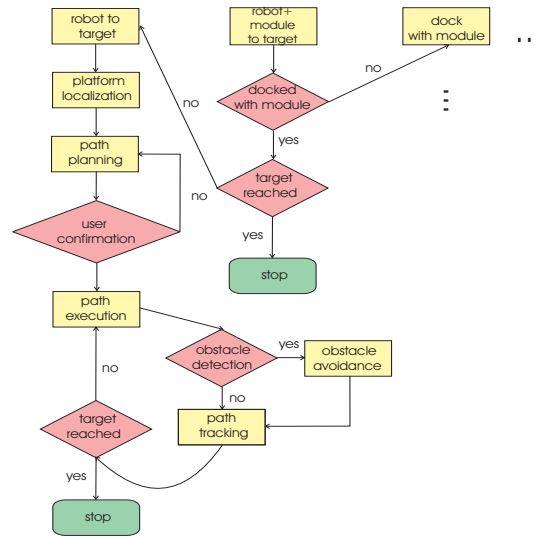 robot to
target
platform
localization
path
planning
user
confirmation
no
path
execution
no
target
reached
yes
stop
obstacle
detection
yes
obstacle
avoidance
no
path
tracking
robot+
module
to target
docked
with module
no
dock
with module
yes
target
reached
no
yes
stop
..